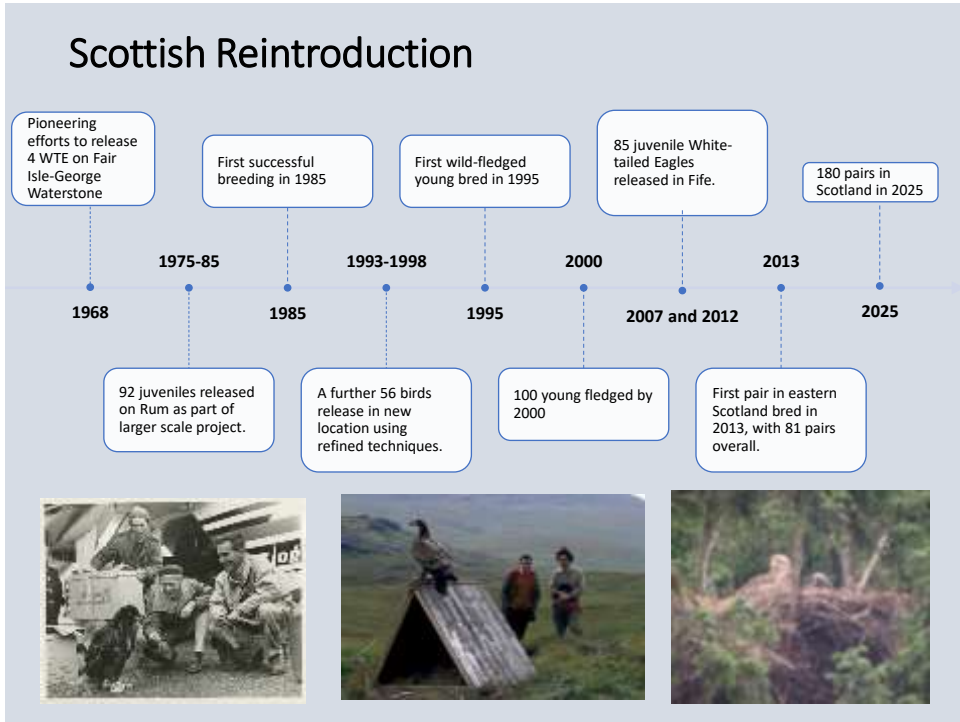 Scottish Reintroduction
Pioneering
efforts to release
4 WTE on Fair
Isle-George
Waterstone
First successful
breeding in 1985
First wild-fledged
young bred in 1995
85 juvenile White-
tailed Eagles
released in Fife.
180 pairs in
Scotland in 2025
1975-85
1993-1998
2000
2013
1968
1985
1995
2007 and 2012
2025
92 juveniles released
on Rum as part of
larger scale project.
A further 56 birds
release in new
location using
refined techniques.
100 young fledged by
2000
First pair in eastern
Scotland bred in
2013, with 81 pairs
overall.